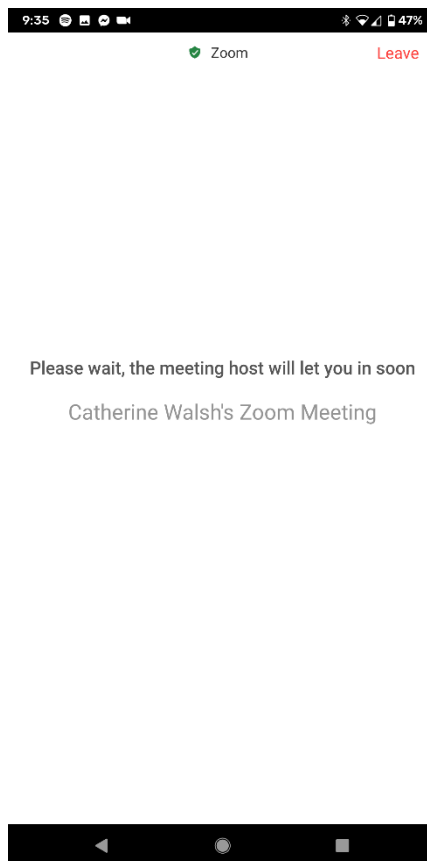 9:35 47%
Zoom Leave
Please wait, the meeting host will let you in soon
Catherine Walsh's Zoom Meeting